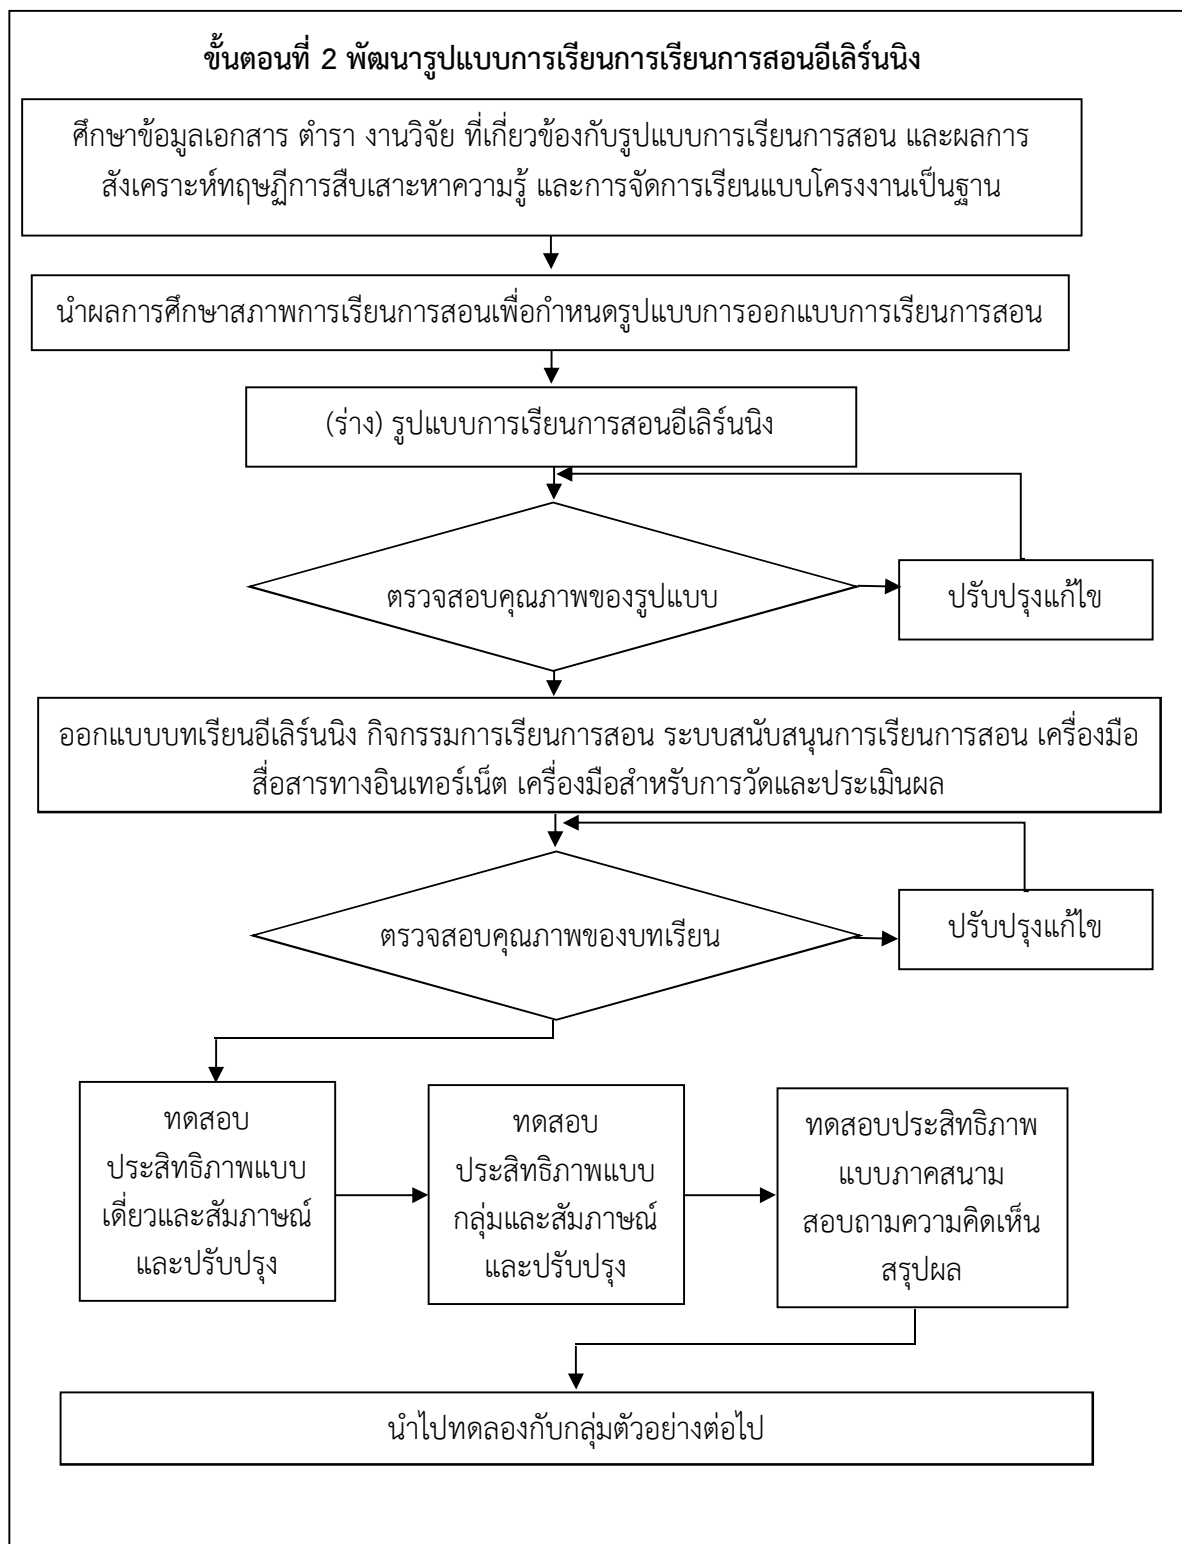 ขั้นตอนที่ 2 พัฒนารูปแบบการเรียนการเรียนการสอนอีเลิร์นนิง
ศึกษาข้อมูลเอกสาร ตำรา งานวิจัย ที่เกี่ยวข้องกับรูปแบบการเรียนการสอน และผลการ
สังเคราะห์ทฤษฏีการสืบเสาะหาความรู้ และการจัดการเรียนแบบโครงงานเป็นฐาน
นำผลการศึกษาสภาพการเรียนการสอนเพื่อกำหนดรูปแบบการออกแบบการเรียนการสอน
(ร่าง) รูปแบบการเรียนการสอนอีเลิร์นนิง
ตรวจสอบคุณภาพของรูปแบบ
ปรับปรุงแก้ไข
ออกแบบบทเรียนอีเลิร์นนิง กิจกรรมการเรียนการสอน ระบบสนับสนุนการเรียนการสอน เครื่องมือ
สื่อสารทางอินเทอร์เน็ต เครื่องมือสำหรับการวัดและประเมินผล
ตรวจสอบคุณภาพของบทเรียน
ปรับปรุงแก้ไข
ทดสอบ
ประสิทธิภาพแบบ
เดี่ยวและสัมภาษณ์
และปรับปรุง
ทดสอบ
ประสิทธิภาพแบบ
กลุ่มและสัมภาษณ์
และปรับปรุง
ทดสอบประสิทธิภาพ
แบบภาคสนาม
สอบถามความคิดเห็น
สรุปผล
นำไปทดลองกับกลุ่มตัวอย่างต่อไป